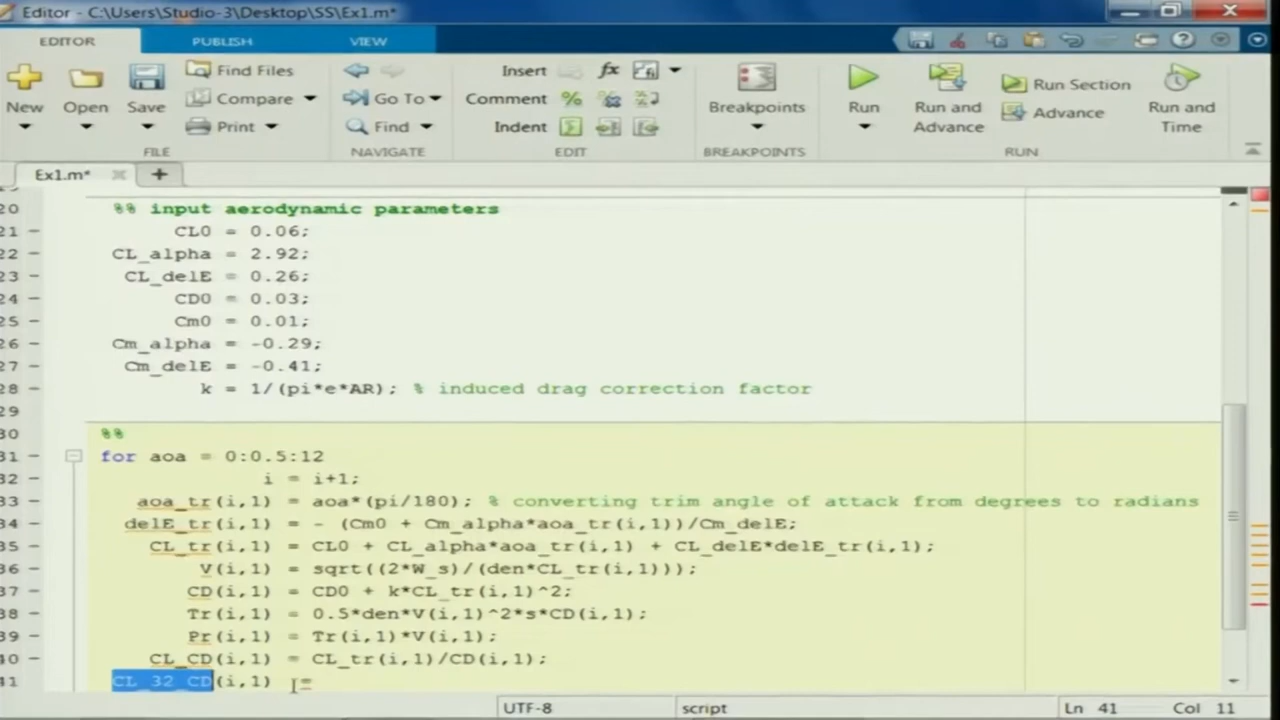 Editor - C:\Users\Studio-3\Desktop\SS\Ex1.m*
EDITOR PUBLISH VIEW
New Open Save Find Files Compare Print
FILE
Go To Find
NAVIGATE
Insert fx
Comment %
Indent
EDIT
Breakpoints
BREAKPOINTS
Run Run and Advance Run Section Advance Run and Time
RUN
Ex1.m*
20 %% input aerodynamic parameters
21 - CL0 = 0.06;
22 - CL_alpha = 2.92;
23 - CL_delE = 0.26;
24 - CD0 = 0.03;
25 - Cm0 = 0.01;
26 - Cm_alpha = -0.29;
27 - Cm_delE = -0.41;
28 - k = 1/(pi*e*AR); % induced drag correction factor
29
30 %%
31 - for aoa = 0:0.5:12
32 - i = i+1;
33 - aoa_tr(i,1) = aoa*(pi/180); % converting trim angle of attack from degrees to radians
34 - delE_tr(i,1) = - (Cm0 + Cm_alpha*aoa_tr(i,1))/Cm_delE;
35 - CL_tr(i,1) = CL0 + CL_alpha*aoa_tr(i,1) + CL_delE*delE_tr(i,1);
36 - V(i,1) = sqrt((2*W_s)/(den*CL_tr(i,1)));
37 - CD(i,1) = CD0 + k*CL_tr(i,1)^2;
38 - Tr(i,1) = 0.5*den*V(i,1)^2*s*CD(i,1);
39 - Pr(i,1) = Tr(i,1)*V(i,1);
40 - CL_CD(i,1) = CL_tr(i,1)/CD(i,1);
41 CL_32_CD(i,1) =
UTF-8 script Ln 41 Col 11